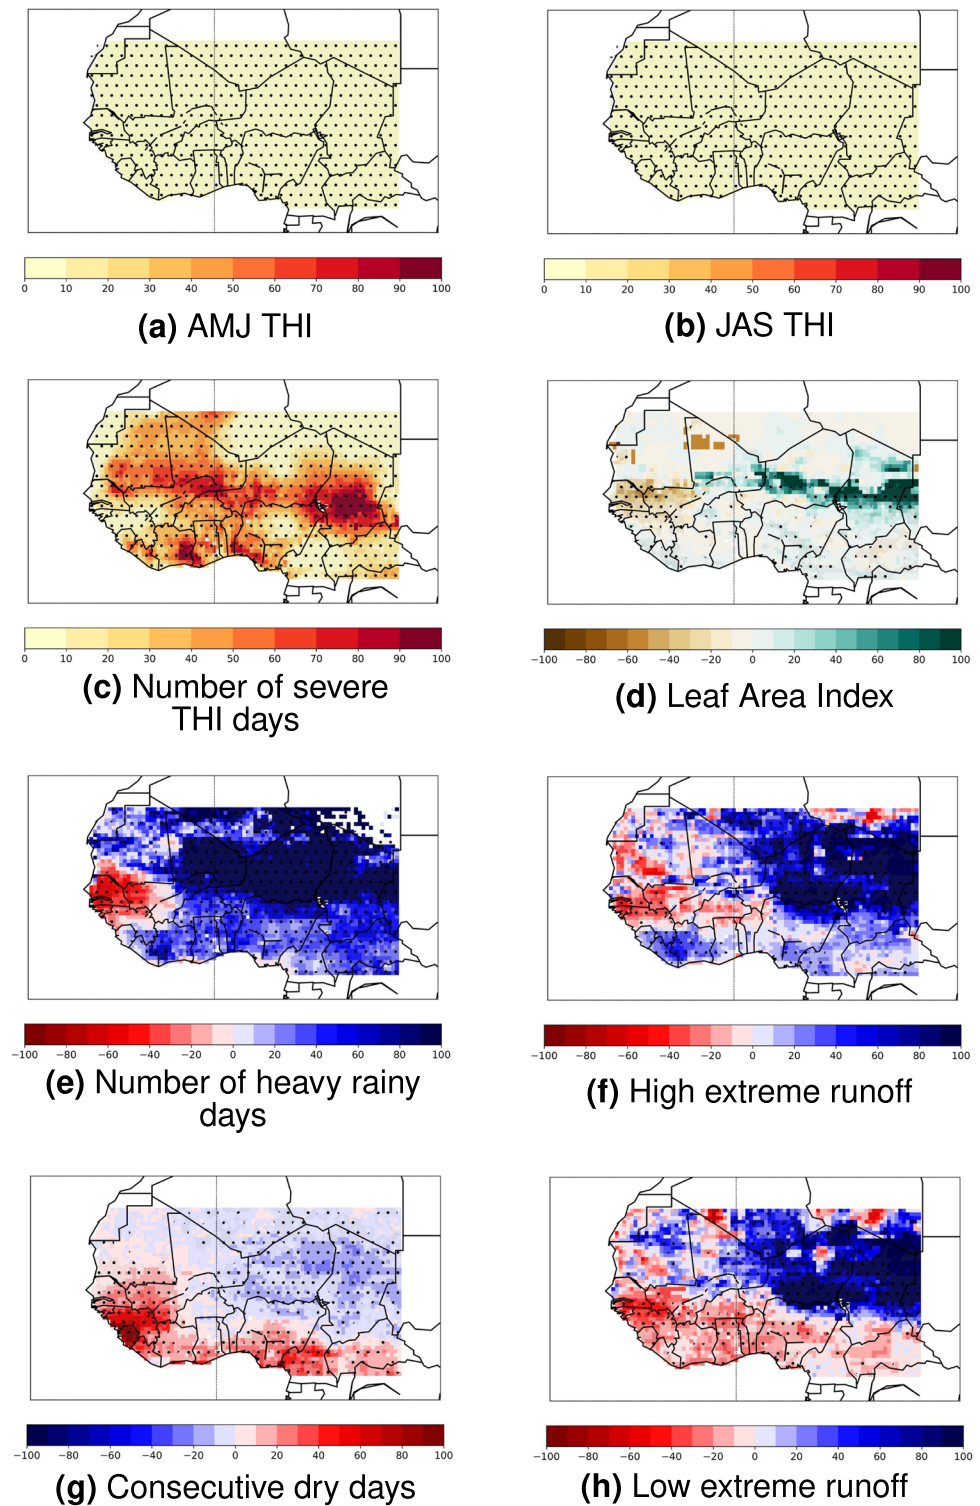 0 10 20 30 40 50 60 70 80 90 100
0 10 20 30 40 50 60 70 80 90 100
(a) AMJ THI
(b) JAS THI
0 10 20 30 40 50 60 70 80 90 100
−100 −80 −60 −40 −20 0 20 40 60 80 100
(c) Number of severe
THI days
(d) Leaf Area Index
−100 −80 −60 −40 −20 0 20 40 60 80 100
−100 −80 −60 −40 −20 0 20 40 60 80 100
(e) Number of heavy rainy
days
(f) High extreme runoff
−100 −80 −60 −40 −20 0 20 40 60 80 100
−100 −80 −60 −40 −20 0 20 40 60 80 100
(g) Consecutive dry days
(h) Low extreme runoff